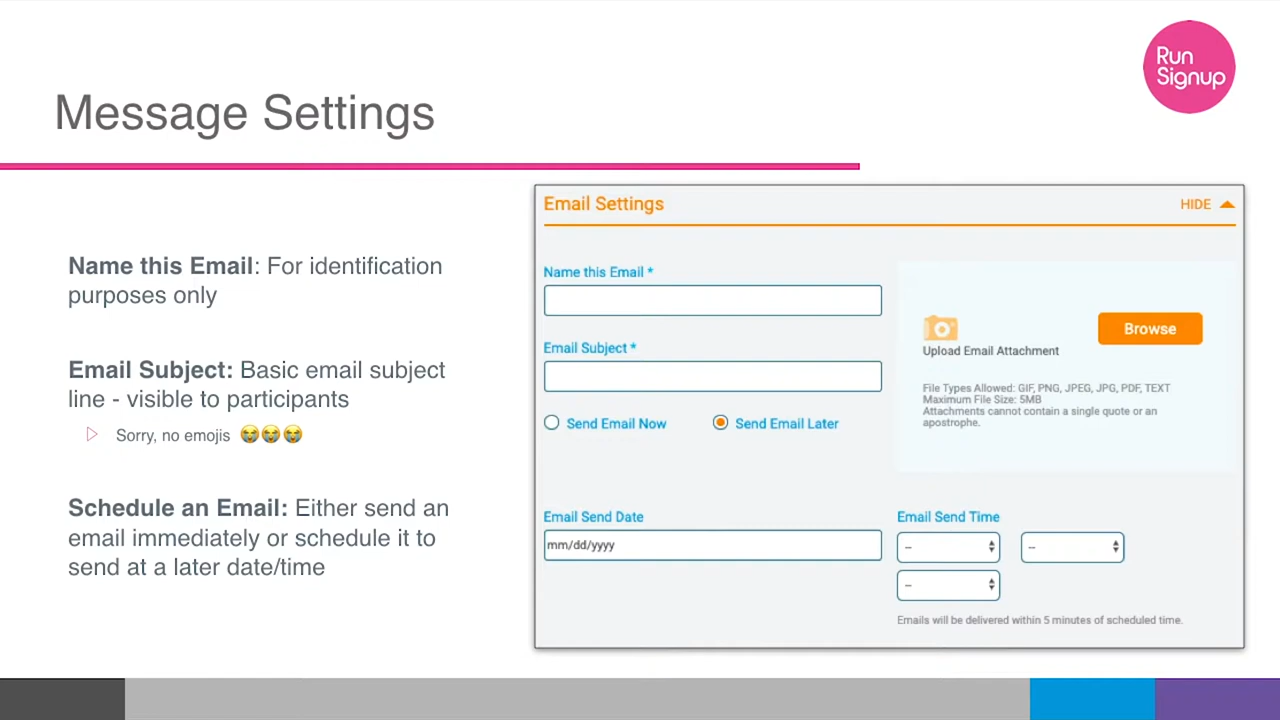 Run
Signup
Message Settings
Name this Email: For identification
purposes only
Email Subject: Basic email subject
line - visible to participants
Sorry, no emojis 😭😭😭
Schedule an Email: Either send an
email immediately or schedule it to
send at a later date/time
Email Settings
HIDE
Name this Email *
Email Subject *
Send Email Now
Send Email Later
Browse
Upload Email Attachment
File Types Allowed: GIF, PNG, JPEG, JPG, PDF, TEXT
Maximum File Size: 5MB
Attachments cannot contain a single quote or an
apostrophe.
Email Send Date
mm/dd/yyyy
Email Send Time
--
--
--
Emails will be delivered within 5 minutes of scheduled time.